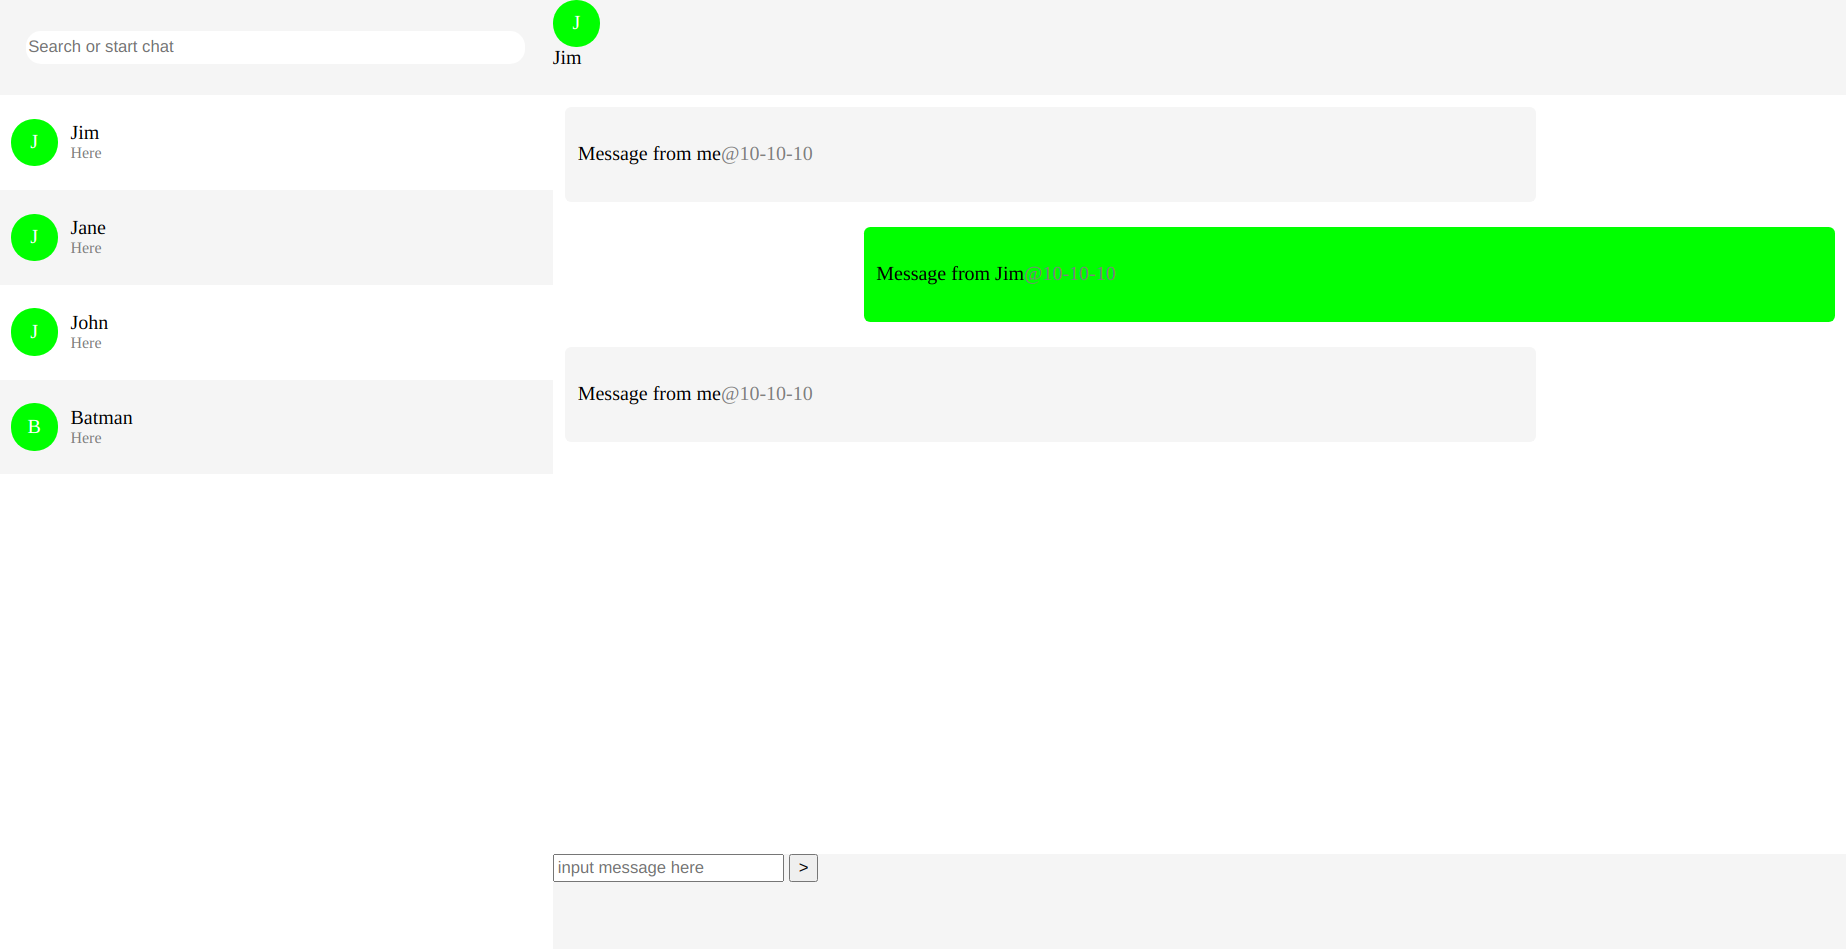 Search or start chat
J
Jim
Here
J
Jane
Here
J
John
Here
B
Batman
Here
J
Jim
Message from me@10-10-10
Message from Jim@10-10-10
Message from me@10-10-10
input message here >